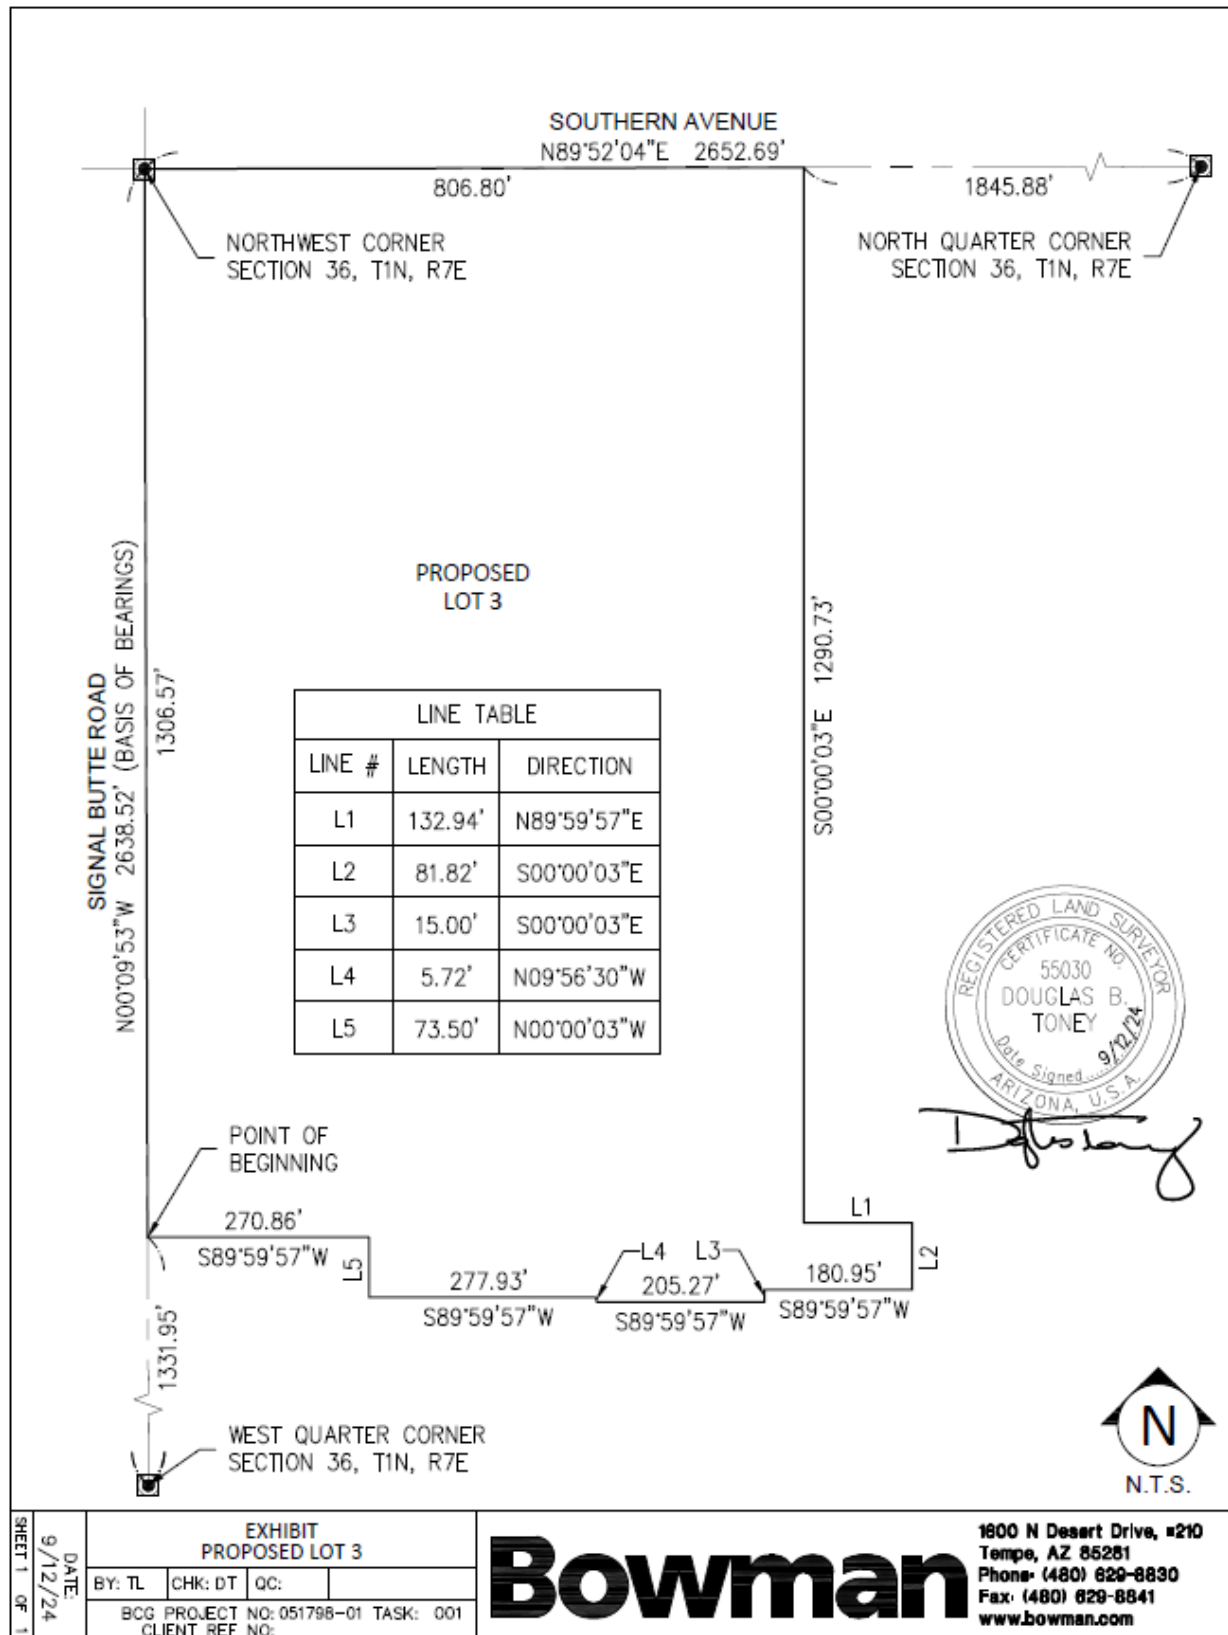 SOUTHERN AVENUE
N89°52'04"E 2652.69'
806.80'
1845.88'
NORTHWEST CORNER
SECTION 36, T1N, R7E
NORTH QUARTER CORNER
SECTION 36, T1N, R7E
SIGNAL BUTTE ROAD
N00°09'53"W 2638.52' (BASIS OF BEARINGS)
1306.57'
PROPOSED
LOT 3
S00°00'03"E 1290.73'
LINE TABLE
LINE # LENGTH DIRECTION
L1 132.94' N89°59'57"E
L2 81.82' S00°00'03"E
L3 15.00' S00°00'03"E
L4 5.72' N09°56'30"W
L5 73.50' N00°00'03"W
REGISTERED LAND SURVEYOR
CERTIFICATE NO.
55030
DOUGLAS B.
TONEY
Date Signed 9/12/24
ARIZONA, U.S.A.
POINT OF
BEGINNING
270.86'
S89°59'57"W
L5
277.93'
S89°59'57"W
L4 L3
205.27'
S89°59'57"W
180.95'
S89°59'57"W
L1
L2
1331.95'
WEST QUARTER CORNER
SECTION 36, T1N, R7E
N
N.T.S.
SHEET 1 OF 1
DATE:
9/12/24
EXHIBIT
PROPOSED LOT 3
BY: TL CHK: DT QC:
BCG PROJECT NO: 051798-01 TASK: 001
CLIENT REF NO:
Bowman
1600 N Desert Drive, #210
Tempe, AZ 85281
Phone: (480) 629-8830
Fax: (480) 629-8841
www.bowman.com